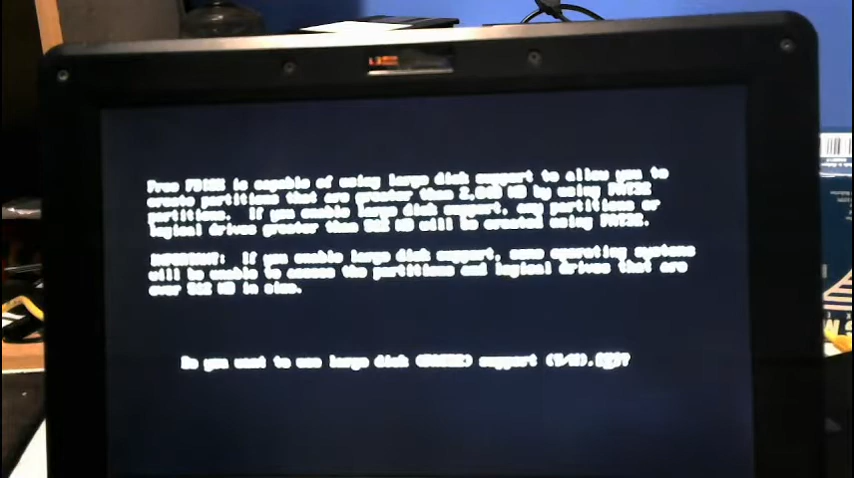 Free FDISK is capable of using large disk support to allow you to
create partitions that are greater than 2,048 MB by using FAT32
partitions.  If you enable large disk support, any partitions or
logical drives greater than 512 MB will be created using FAT32.
IMPORTANT:  If you enable large disk support, some operating systems
will be unable to access the partitions and logical drives that are
over 512 MB in size.
Do you want to use large disk (FAT32) support (Y/N)....?